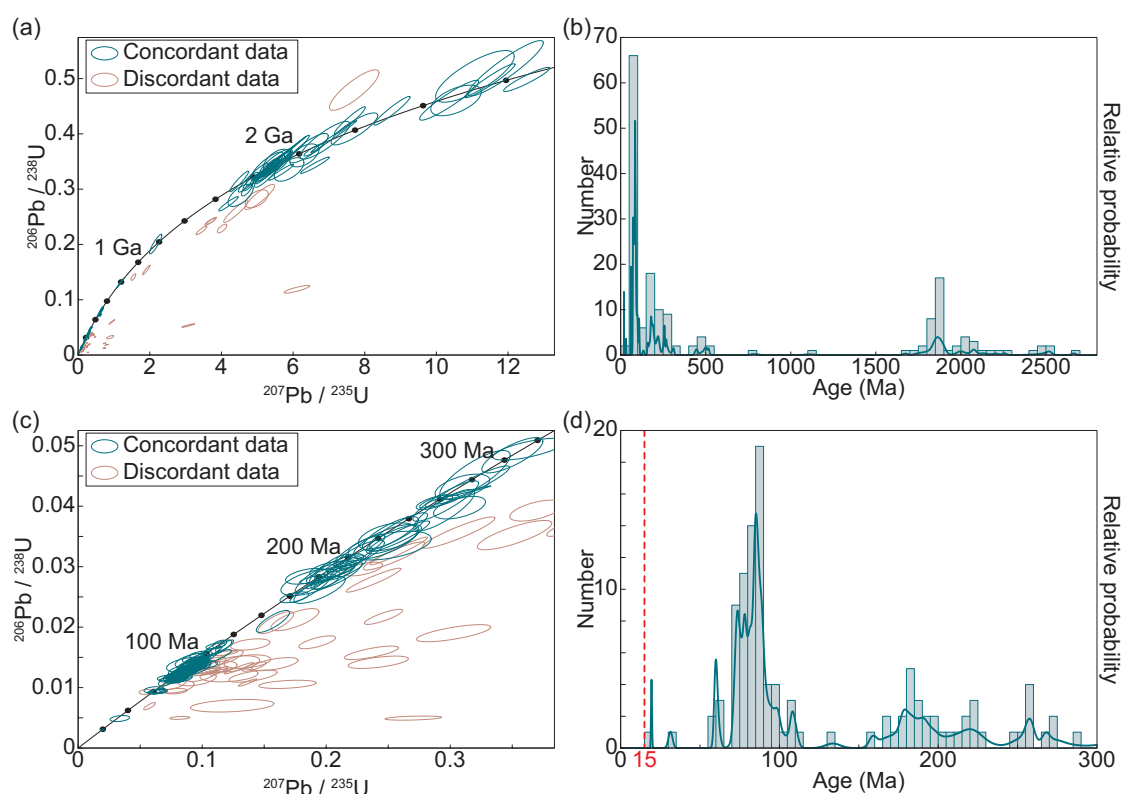 (a)
Concordant data
Discordant data
2 Ga
1 Ga
206Pb / 238U
0.5
0.4
0.3
0.2
0.1
0
0 2 4 6 8 10 12
207Pb / 235U
(b)
70
60
50
40
30
20
10
0
Number
Relative probability
0 500 1000 1500 2000 2500
Age (Ma)
(c)
Concordant data
Discordant data
300 Ma
200 Ma
100 Ma
206Pb / 238U
0.05
0.04
0.03
0.02
0.01
0
0 0.1 0.2 0.3
207Pb / 235U
(d)
20
10
0
Number
Relative probability
0 15 100 200 300
Age (Ma)